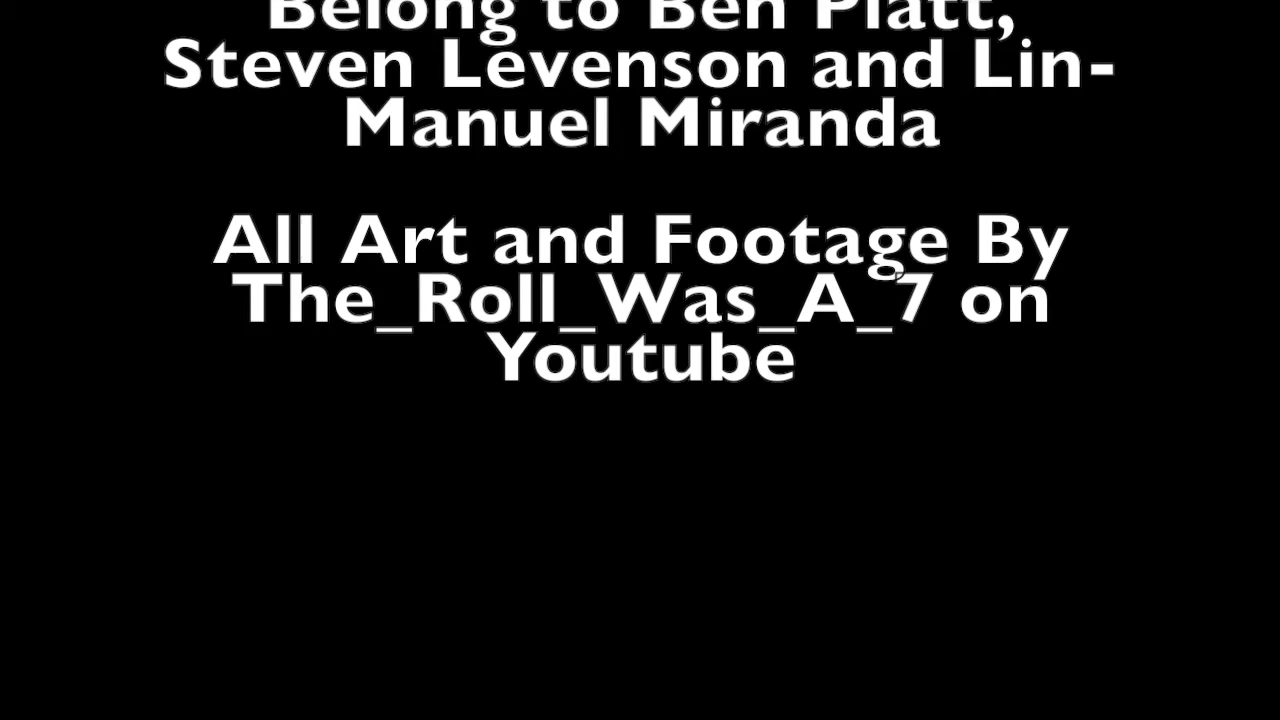 Belong to Ben Platt,
Steven Levenson and Lin-
Manuel Miranda
All Art and Footage By
The_Roll_Was_A_7 on
Youtube